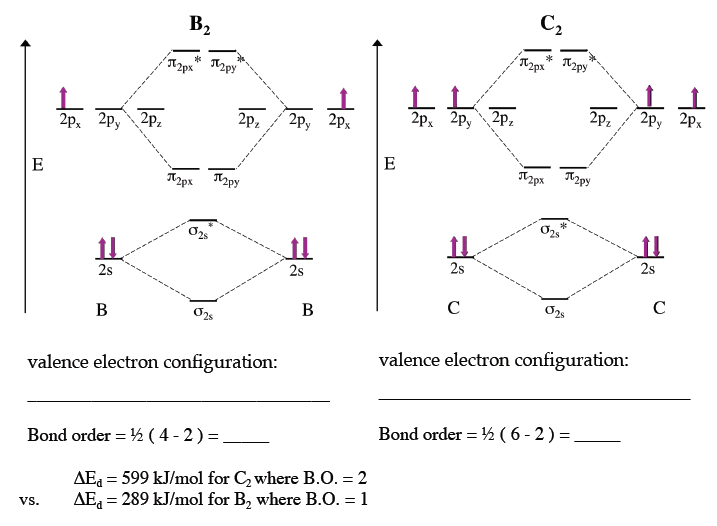 B₂ C₂
π2px* π2py* π2px* π2py*
2px 2py 2pz 2pz 2py 2px 2px 2py 2pz 2pz 2py 2px
E E
π2px π2py π2px π2py
σ2s* σ2s*
2s 2s 2s 2s
B σ2s B C σ2s C
valence electron configuration: valence electron configuration:
Bond order = ½ ( 4 - 2 ) = _____ Bond order = ½ ( 6 - 2 ) = _____
ΔEd = 599 kJ/mol for C₂ where B.O. = 2
vs. ΔEd = 289 kJ/mol for B₂ where B.O. = 1